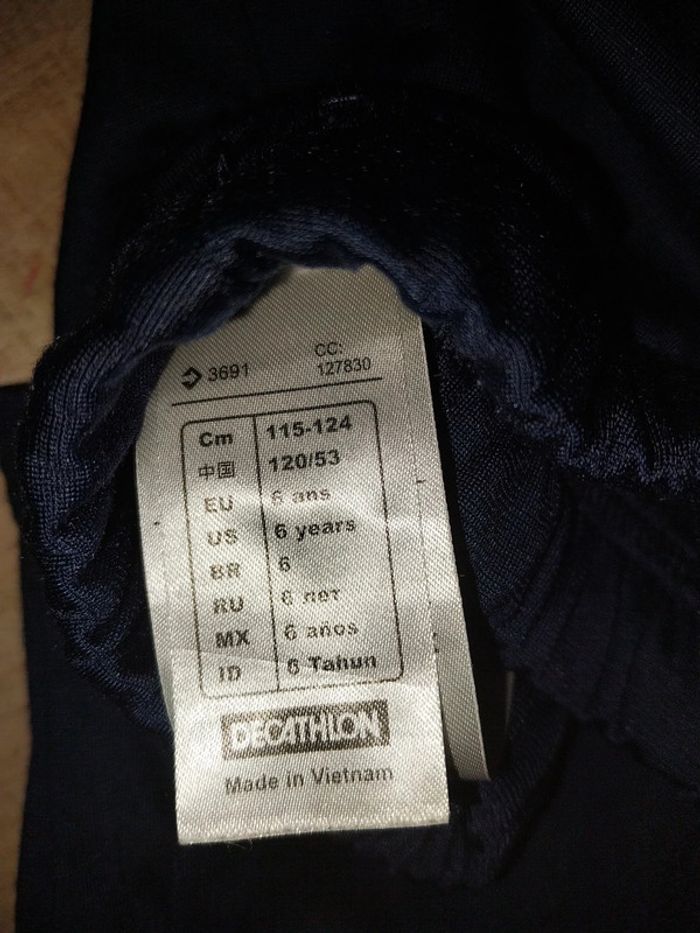 3691 CC:
127830
Cm 115-124
中国 120/53
EU 6 ans
US 6 years
BR 6
RU 6 лет
MX 6 años
ID 6 Tahun
DECATHLON
Made in Vietnam